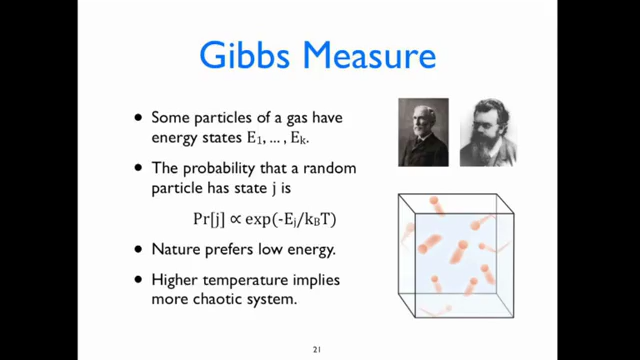 Gibbs Measure
• Some particles of a gas have
energy states E₁, ... , Eₖ.
• The probability that a random
particle has state j is
Pr[j] ∝ exp(-Eⱼ/k_BT)
• Nature prefers low energy.
• Higher temperature implies
more chaotic system.
21